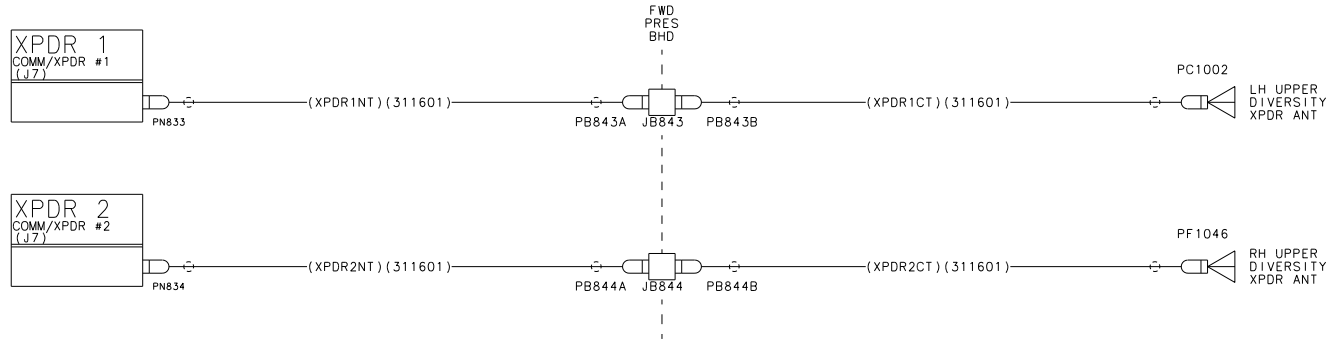 FWD
PRES
BHD
XPDR 1
COMM/XPDR #1
(J7)
PN833
(XPDR1NT)(311601)
PB843A
JB843
PB843B
(XPDR1CT)(311601)
PC1002
LH UPPER
DIVERSITY
XPDR ANT
XPDR 2
COMM/XPDR #2
(J7)
PN834
(XPDR2NT)(311601)
PB844A
JB844
PB844B
(XPDR2CT)(311601)
PF1046
RH UPPER
DIVERSITY
XPDR ANT